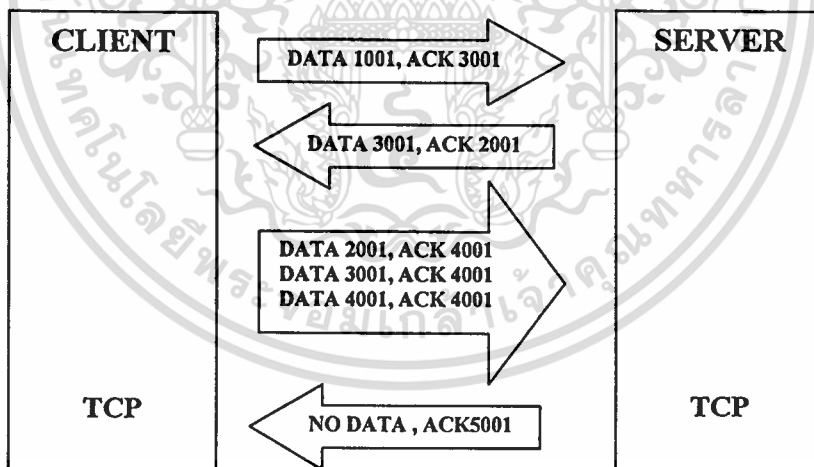 CLIENT
SERVER
DATA 1001, ACK 3001
DATA 3001, ACK 2001
DATA 2001, ACK 4001
DATA 3001, ACK 4001
DATA 4001, ACK 4001
TCP
TCP
NO DATA , ACK5001